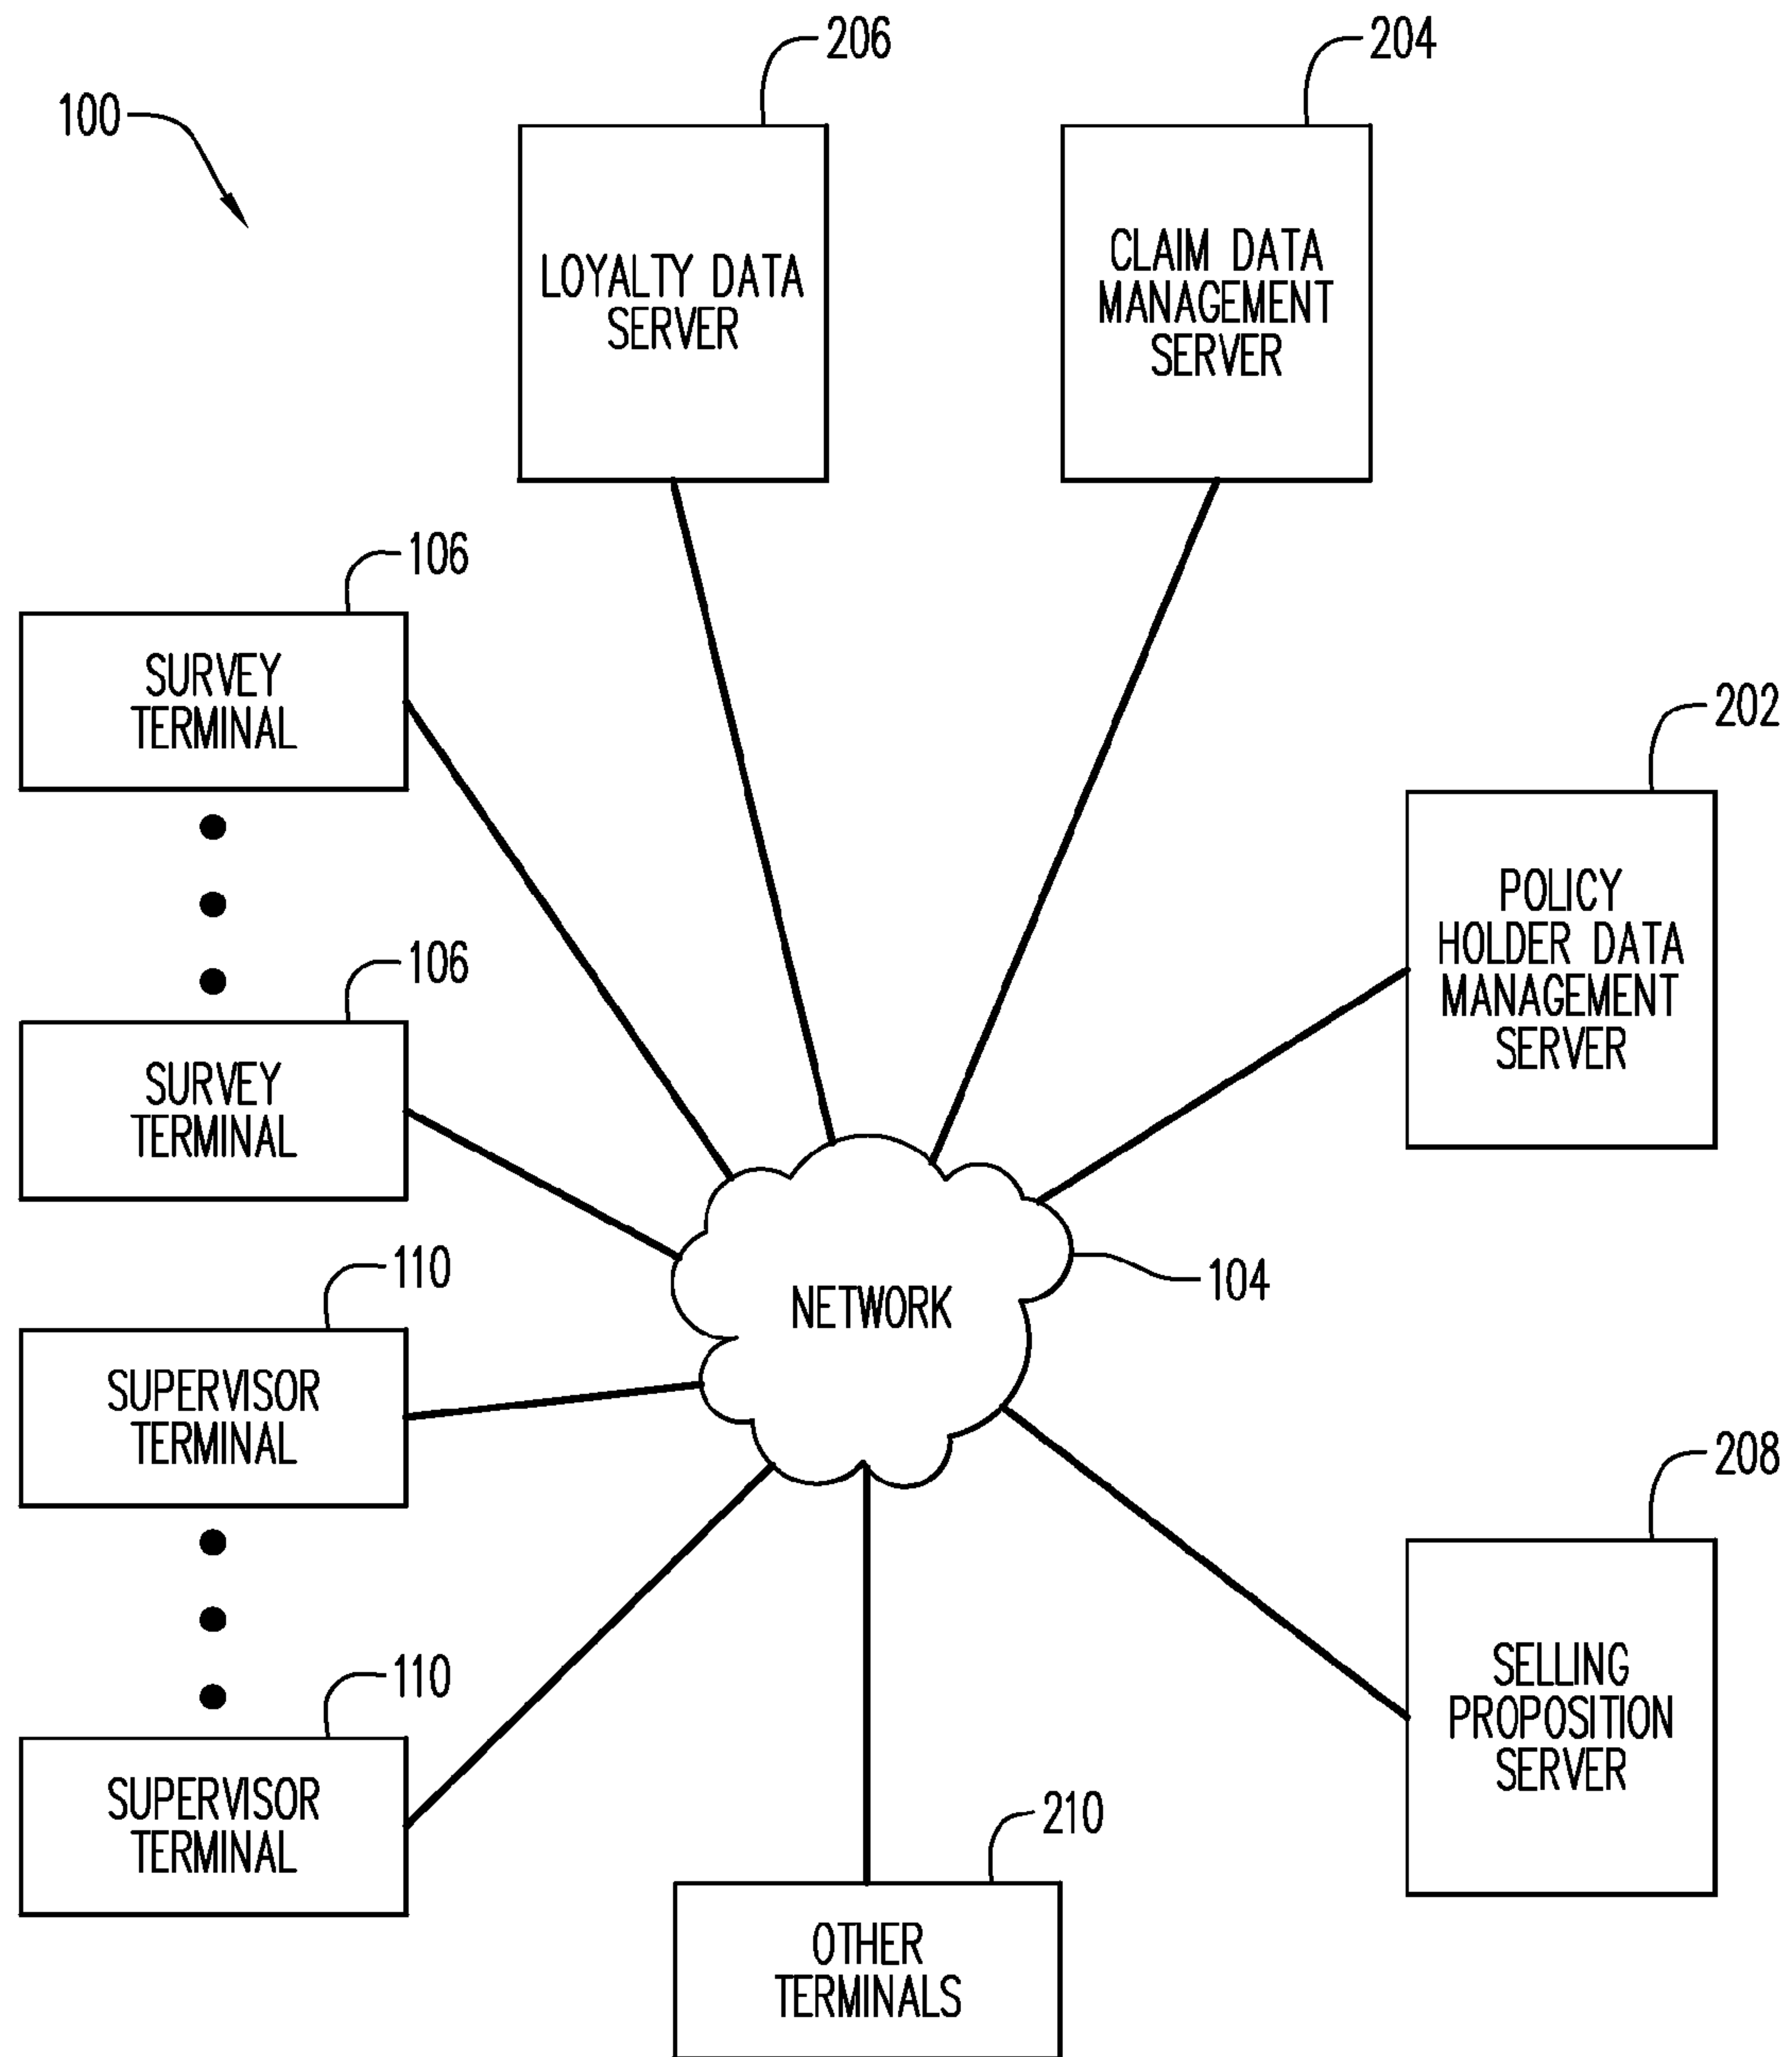 206
204
100
LOYALTY DATA
SERVER
CLAIM DATA
MANAGEMENT
SERVER
106
SURVEY
TERMINAL
202
POLICY
HOLDER DATA
MANAGEMENT
SERVER
106
SURVEY
TERMINAL
110
104
NETWORK
SUPERVISOR
TERMINAL
208
110
SELLING
PROPOSITION
SERVER
SUPERVISOR
TERMINAL
210
OTHER
TERMINALS